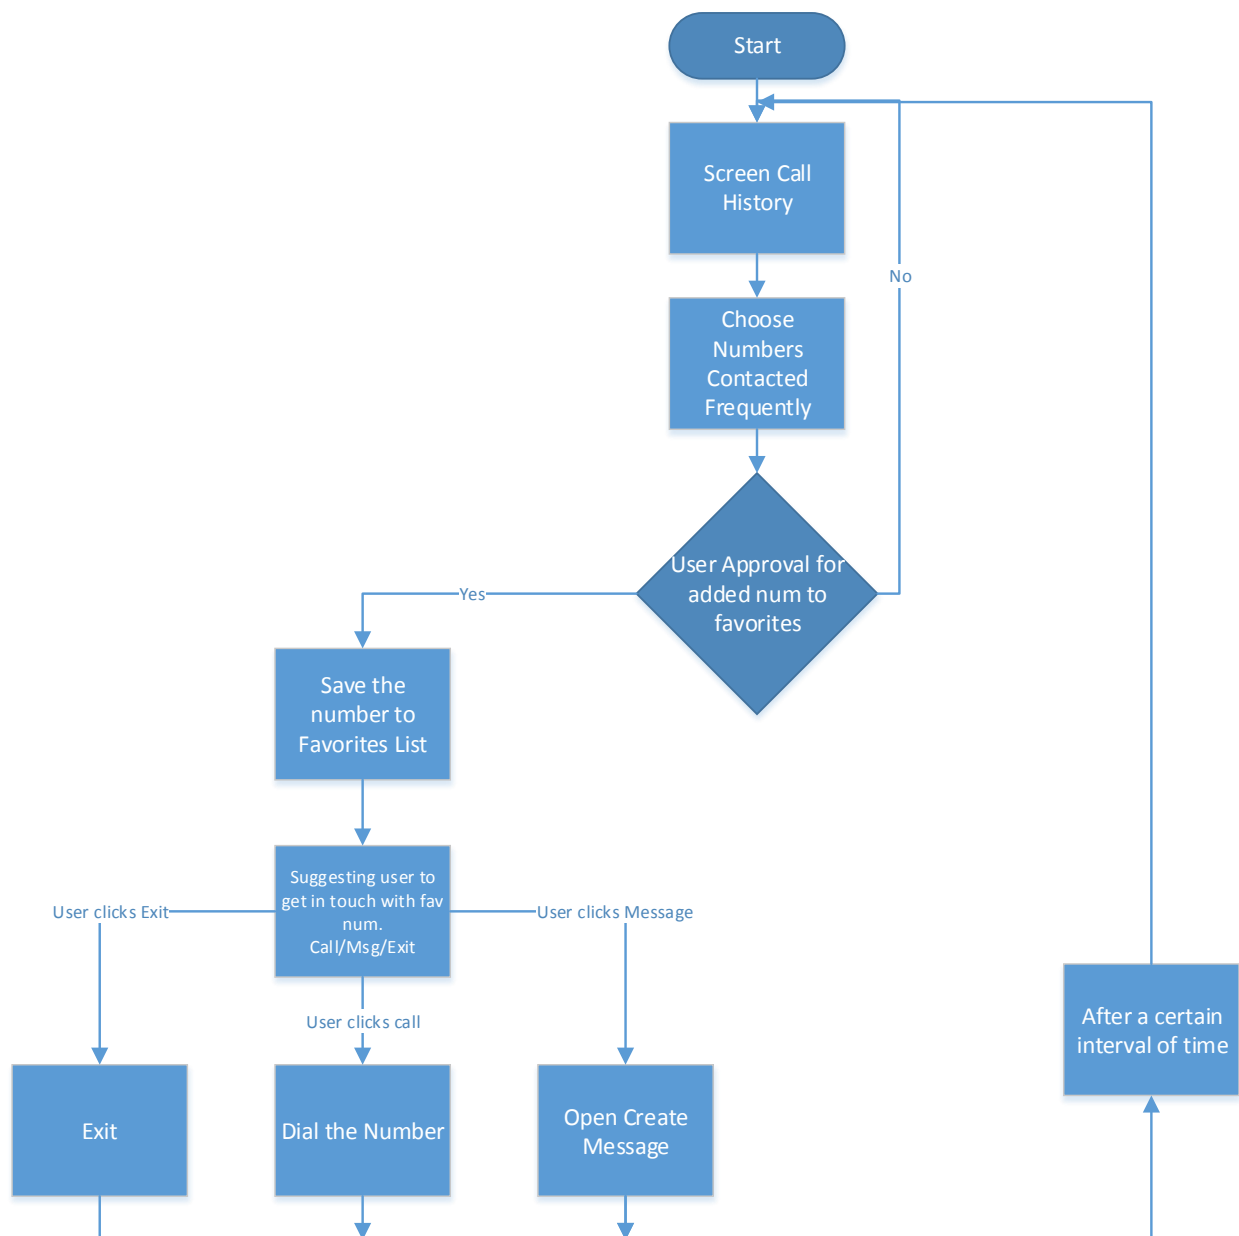 Start
Screen Call
History
No
Choose
Numbers
Contacted
Frequently
User Approval for
added num to
favorites
Yes
Save the
number to
Favorites List
Suggesting user to
get in touch with fav
num.
Call/Msg/Exit
User clicks Exit
User clicks Message
User clicks call
After a certain
interval of time
Exit
Dial the Number
Open Create
Message